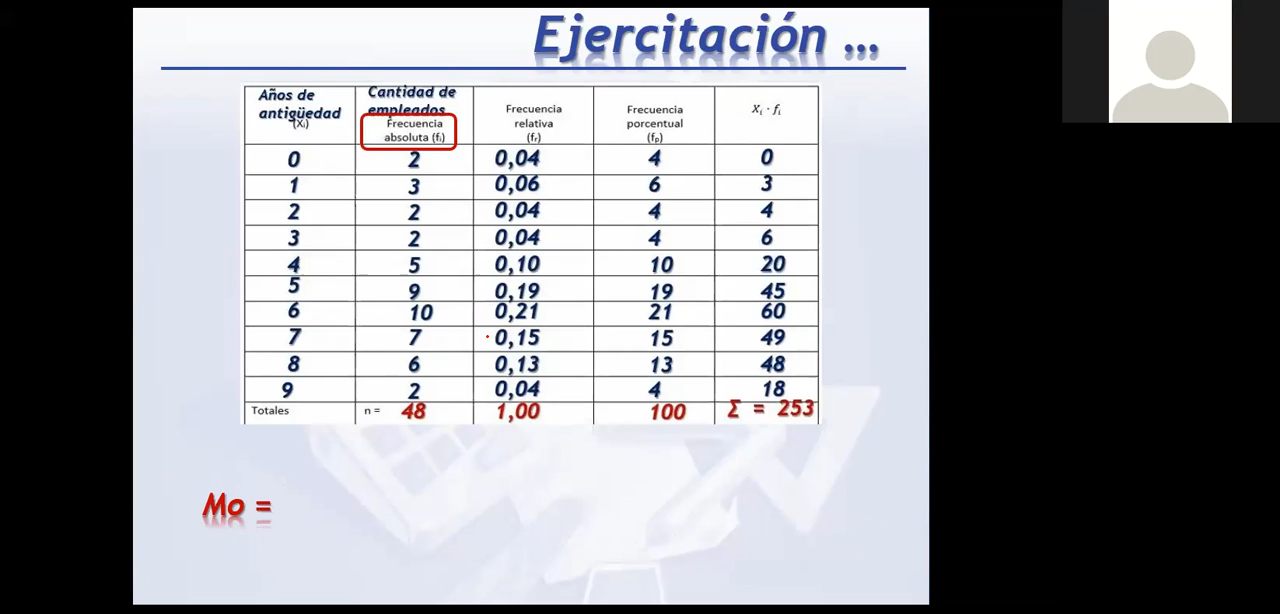 Ejercitación ...
Años de antigüedad (Xi) Cantidad de empleados Frecuencia absoluta (fi) Frecuencia relativa (fr) Frecuencia porcentual (fp) Xi · fi
0 2 0,04 4 0
1 3 0,06 6 3
2 2 0,04 4 4
3 2 0,04 4 6
4 5 0,10 10 20
5 9 0,19 19 45
6 10 0,21 21 60
7 7 0,15 15 49
8 6 0,13 13 48
9 2 0,04 4 18
Totales n = 48 1,00 100 Σ = 253
Mo =